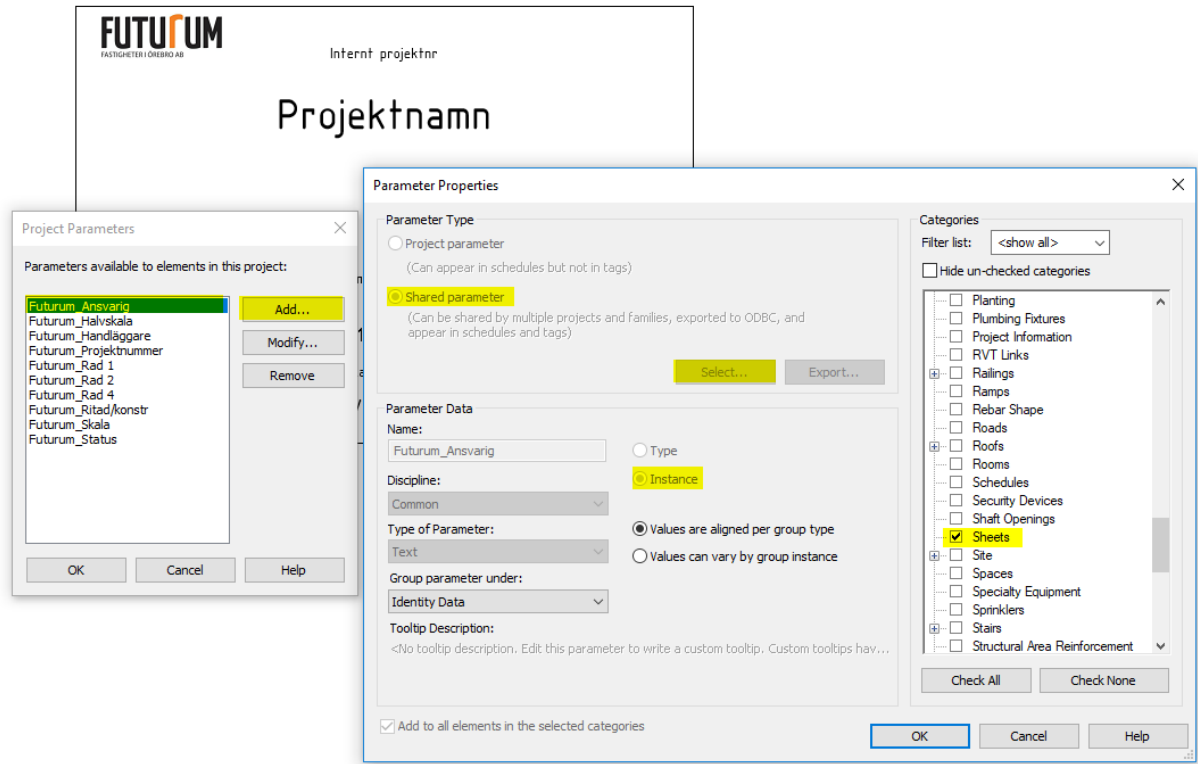 FUTURUM
FASTIGHETER I ÖREBRO AB
Internt projektnr
Projektnamn
Project Parameters
Parameters available to elements in this project:
Futurum_Ansvarig
Futurum_Halvskala
Futurum_Handläggare
Futurum_Projektnummer
Futurum_Rad 1
Futurum_Rad 2
Futurum_Rad 4
Futurum_Ritad/konstr
Futurum_Skala
Futurum_Status
Add...
Modify...
Remove
OK
Cancel
Help
Parameter Properties
Parameter Type
Project parameter
(Can appear in schedules but not in tags)
Shared parameter
(Can be shared by multiple projects and families, exported to ODBC, and
appear in schedules and tags)
Select...
Export...
Parameter Data
Name:
Futurum_Ansvarig
Type
Discipline:
Instance
Common
Type of Parameter:
Values are aligned per group type
Text
Values can vary by group instance
Group parameter under:
Identity Data
Tooltip Description:
<No tooltip description. Edit this parameter to write a custom tooltip. Custom tooltips hav...
Add to all elements in the selected categories
Categories
Filter list:
<show all>
Hide un-checked categories
Planting
Plumbing Fixtures
Project Information
RVT Links
Railings
Ramps
Rebar Shape
Roads
Roofs
Rooms
Schedules
Security Devices
Shaft Openings
Sheets
Site
Spaces
Specialty Equipment
Sprinklers
Stairs
Structural Area Reinforcement
Check All
Check None
OK
Cancel
Help